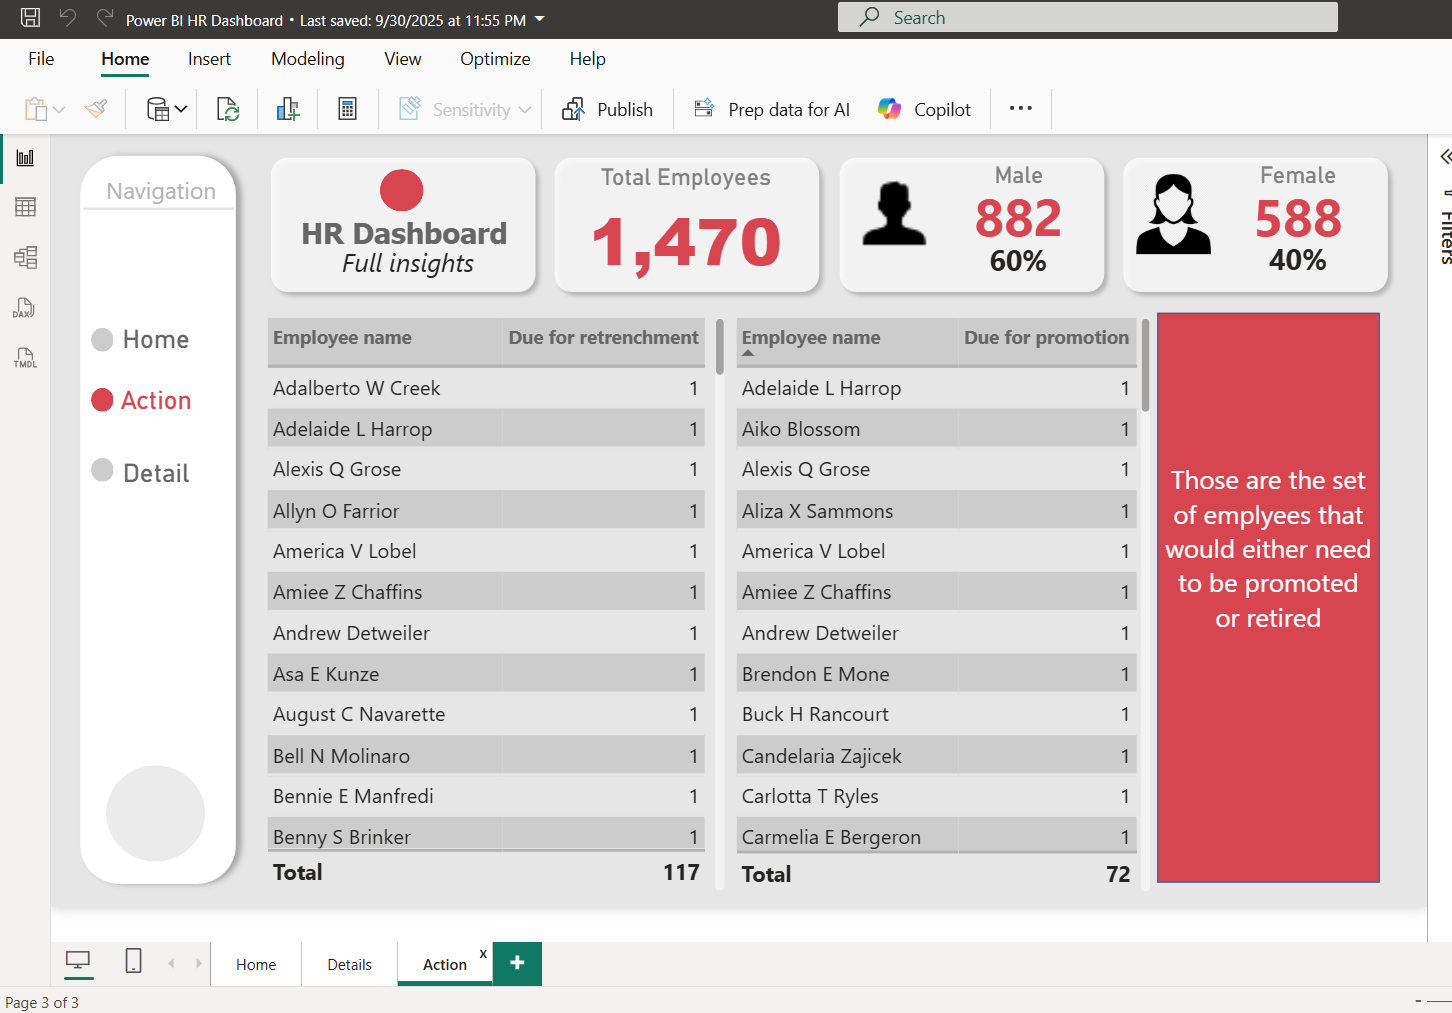 Power BI HR Dashboard • Last saved: 9/30/2025 at 11:55 PM
Search
File Home Insert Modeling View Optimize Help
Sensitivity Publish Prep data for AI Copilot ...
DAX
TMDL
Navigation
Home
Action
Detail
HR Dashboard
Full insights
Total Employees
1,470
Male
882
60%
Female
588
40%
Filters
Employee name Due for retrenchment
Adalberto W Creek 1
Adelaide L Harrop 1
Alexis Q Grose 1
Allyn O Farrior 1
America V Lobel 1
Amiee Z Chaffins 1
Andrew Detweiler 1
Asa E Kunze 1
August C Navarette 1
Bell N Molinaro 1
Bennie E Manfredi 1
Benny S Brinker 1
Total 117
Employee name Due for promotion
Adelaide L Harrop 1
Aiko Blossom 1
Alexis Q Grose 1
Aliza X Sammons 1
America V Lobel 1
Amiee Z Chaffins 1
Andrew Detweiler 1
Brendon E Mone 1
Buck H Rancourt 1
Candelaria Zajicek 1
Carlotta T Ryles 1
Carmelia E Bergeron 1
Total 72
Those are the set
of emplyees that
would either need
to be promoted
or retired
Home Details Action x +
Page 3 of 3